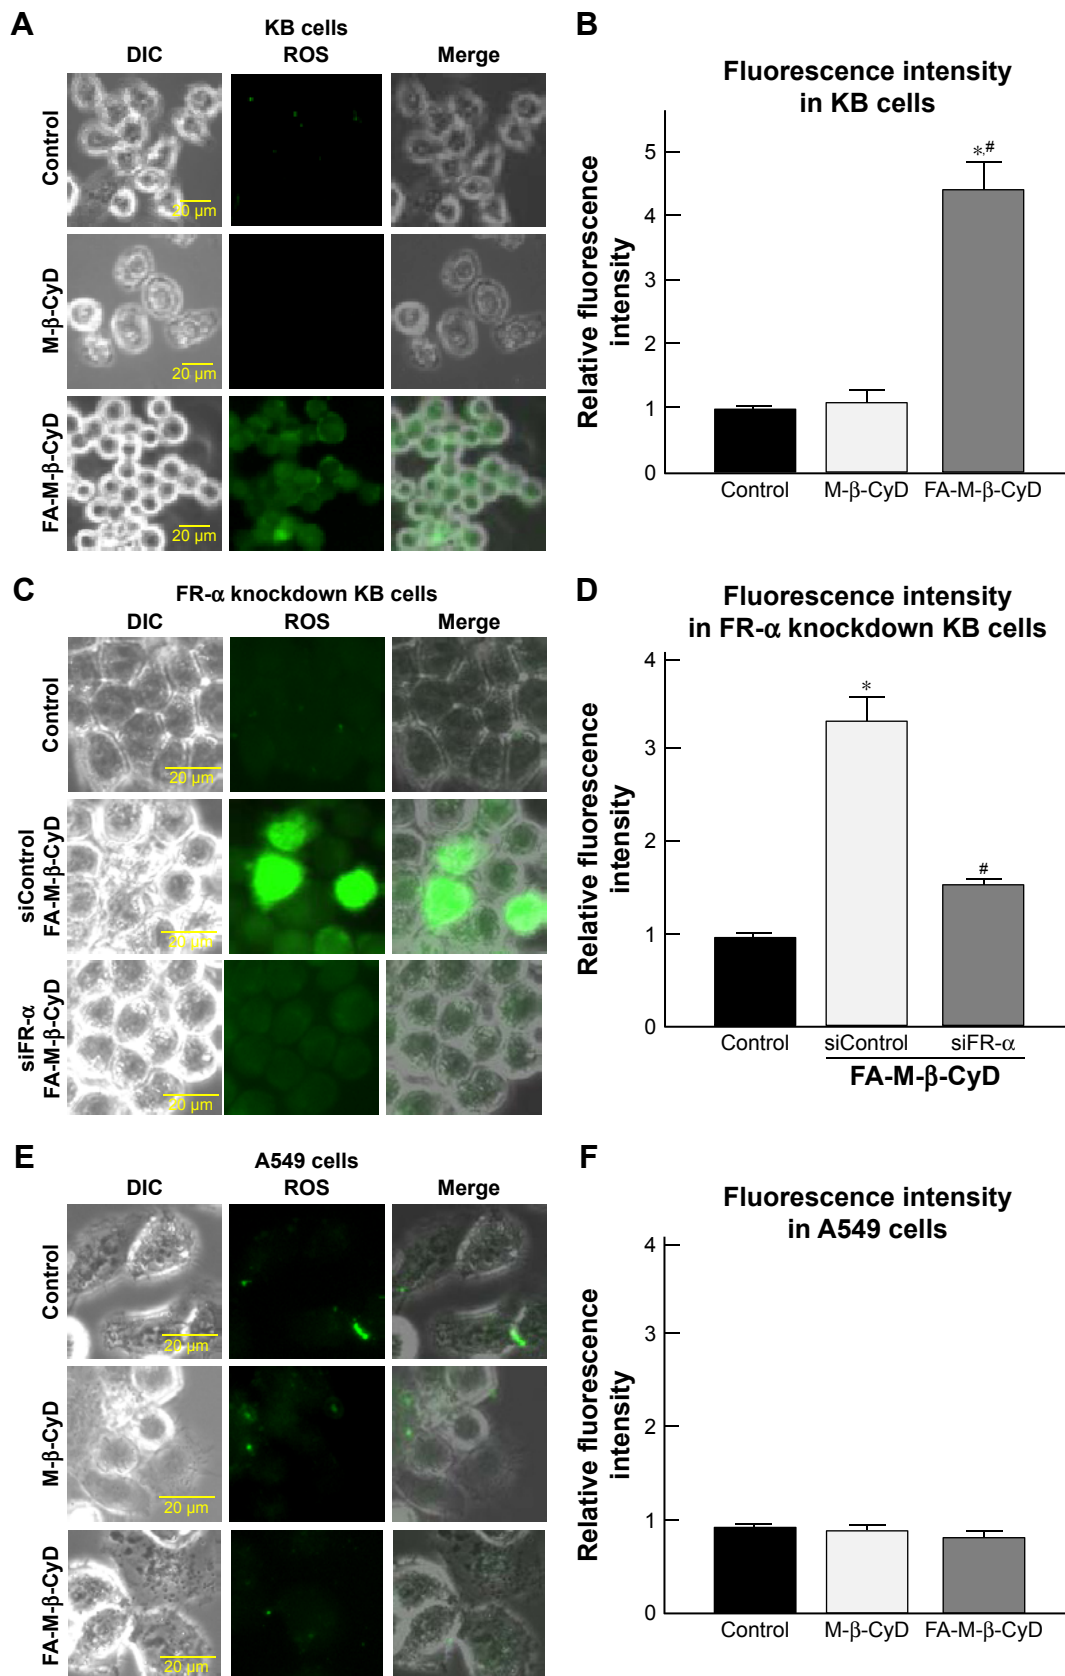 A
KB cells
DIC
ROS
Merge
Control
20 µm
M-β-CyD
20 µm
FA-M-β-CyD
20 µm
B
Fluorescence intensity
in KB cells
Relative fluorescence
intensity
5
4
3
2
1
0
*,#
Control
M-β-CyD
FA-M-β-CyD
C
FR-α knockdown KB cells
DIC
ROS
Merge
Control
20 µm
siControl
FA-M-β-CyD
20 µm
siFR-α
FA-M-β-CyD
20 µm
D
Fluorescence intensity
in FR-α knockdown KB cells
Relative fluorescence
intensity
4
3
2
1
0
*
#
Control
siControl
siFR-α
FA-M-β-CyD
E
A549 cells
DIC
ROS
Merge
Control
20 µm
M-β-CyD
20 µm
FA-M-β-CyD
20 µm
F
Fluorescence intensity
in A549 cells
Relative fluorescence
intensity
4
3
2
1
0
Control
M-β-CyD
FA-M-β-CyD